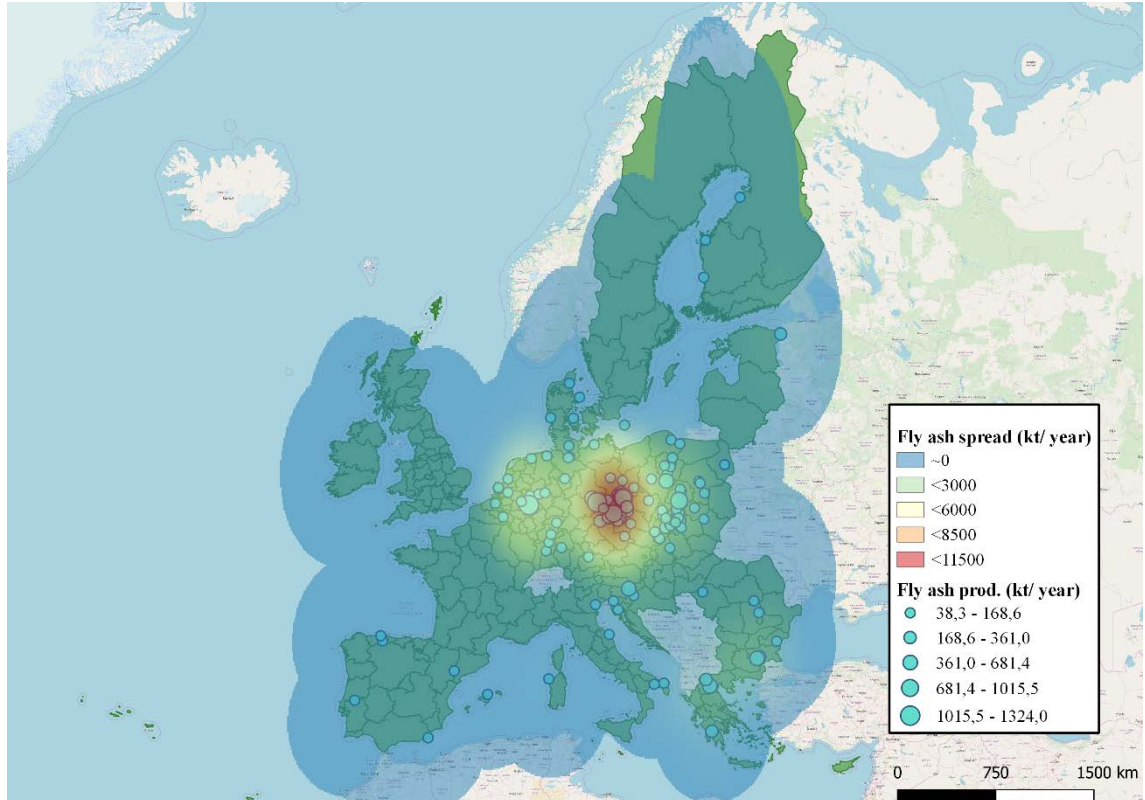 Fly ash spread (kt/ year)
~0
<3000
<6000
<8500
<11500
Fly ash prod. (kt/ year)
38,3 - 168,6
168,6 - 361,0
361,0 - 681,4
681,4 - 1015,5
1015,5 - 1324,0
0 750 1500 km